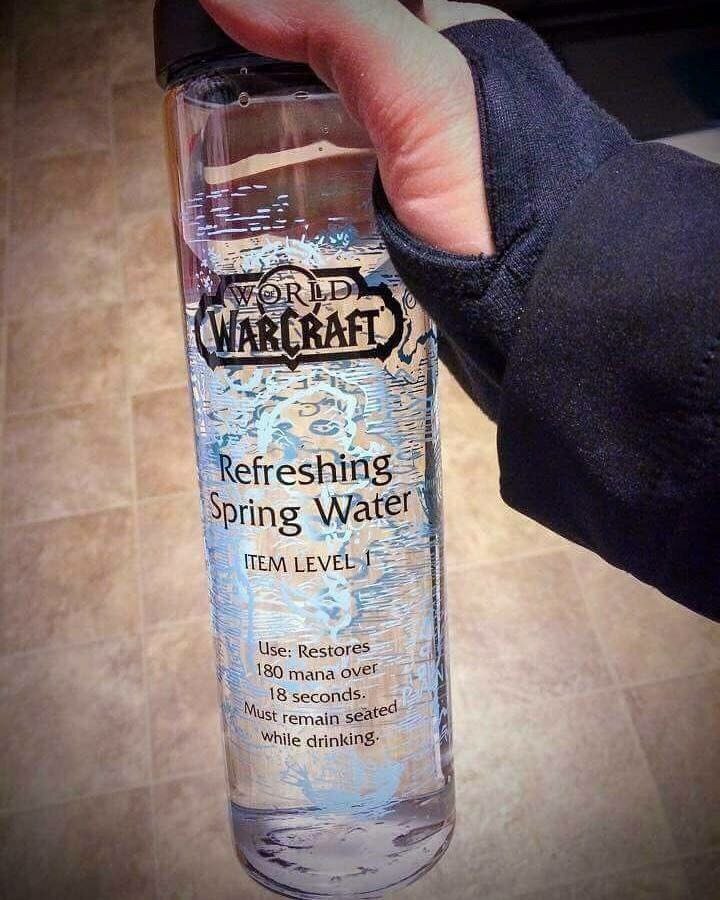 WORLD
OF
WARCRAFT
Refreshing
Spring Water
ITEM LEVEL 1
Use: Restores
180 mana over
18 seconds.
Must remain seated
while drinking.